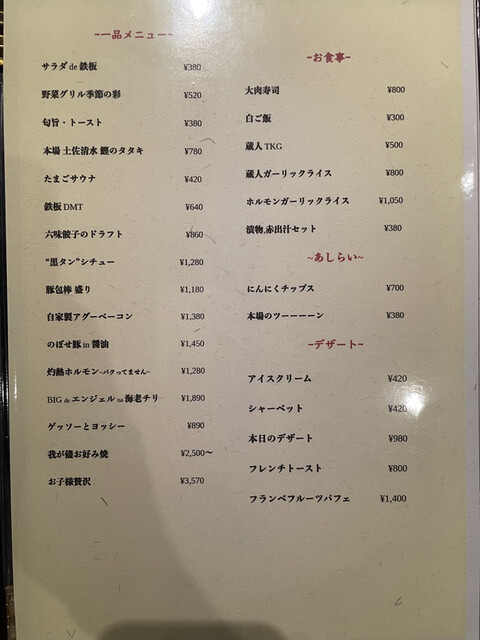 ~一品メニュー~
サラダ de 鉄板 ¥380
野菜グリル季節の彩 ¥520
旬旨・トースト ¥380
本場 土佐清水 鰹のタタキ ¥780
たまごサウナ ¥420
鉄板 DMT ¥640
六味餃子のドラフト ¥860
“黒タン”シチュー ¥1,280
豚包棒 盛り ¥1,180
自家製アグーベーコン ¥1,380
のぼせ豚 in 醤油 ¥1,450
灼熱ホルモン~バクってません~ ¥1,280
BIG de エンジェル na 海老チリ ¥1,890
ゲッソーとヨッシー ¥890
我が儘お好み焼 ¥2,500~
お子様贅沢 ¥3,570
~お食事~
大肉寿司 ¥800
白ご飯 ¥300
蔵人 TKG ¥500
蔵人ガーリックライス ¥800
ホルモンガーリックライス ¥1,050
漬物,赤出汁セット ¥380
~あしらい~
にんにくチップス ¥700
本場のツーーーーン ¥380
~デザート~
アイスクリーム ¥420
シャーベット ¥420
本日のデザート ¥980
フレンチトースト ¥800
フランベフルーツパフェ ¥1,400